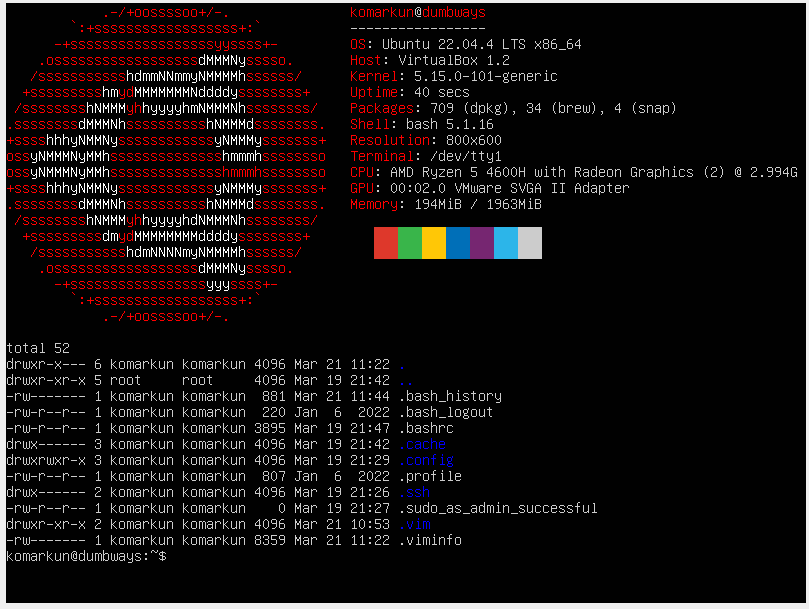 .-/+oossssoo+/-.
        `:+ssssssssssssssssss+:`
      -+ssssssssssssssssssyyssss+-
    .ossssssssssssssssssdMMMNysssso.
   /ssssssssssshdmmNNmmyNMMMMhssssss/
  +ssssssssshmydMMMMMMMNddddyssssssss+
 /sssssssshNMMMyhhyyyyhmNMMMNhssssssss/
.ssssssssdMMMNhsssssssssshNMMMdssssssss.
+sssshhhyNMMNyssssssssssssyNMMMysssssss+
ossyNMMMNyMMhsssssssssssssshmmmhssssssso
ossyNMMMNyMMhsssssssssssssshmmmhssssssso
+sssshhhyNMMNyssssssssssssyNMMMysssssss+
.ssssssssdMMMNhsssssssssshNMMMdssssssss.
 /sssssssshNMMMyhhyyyyhdNMMMNhssssssss/
  +sssssssssdmydMMMMMMMMddddyssssssss+
   /ssssssssssshdmNNNNmyNMMMMhssssss/
    .ossssssssssssssssssdMMMNysssso.
      -+sssssssssssssssssyyyssss+-
        `:+ssssssssssssssssss+:`
            .-/+oossssoo+/-.
komarkun@dumbways
-----------------
OS: Ubuntu 22.04.4 LTS x86_64
Host: VirtualBox 1.2
Kernel: 5.15.0-101-generic
Uptime: 40 secs
Packages: 709 (dpkg), 34 (brew), 4 (snap)
Shell: bash 5.1.16
Resolution: 800x600
Terminal: /dev/tty1
CPU: AMD Ryzen 5 4600H with Radeon Graphics (2) @ 2.994G
GPU: 00:02.0 VMware SVGA II Adapter
Memory: 194MiB / 1963MiB
total 52
drwxr-x--- 6 komarkun komarkun 4096 Mar 21 11:22 .
drwxr-xr-x 5 root     root     4096 Mar 19 21:42 ..
-rw------- 1 komarkun komarkun  881 Mar 21 11:44 .bash_history
-rw-r--r-- 1 komarkun komarkun  220 Jan  6  2022 .bash_logout
-rw-r--r-- 1 komarkun komarkun 3895 Mar 19 21:47 .bashrc
drwx------ 3 komarkun komarkun 4096 Mar 19 21:42 .cache
drwxrwxr-x 3 komarkun komarkun 4096 Mar 19 21:29 .config
-rw-r--r-- 1 komarkun komarkun  807 Jan  6  2022 .profile
drwx------ 2 komarkun komarkun 4096 Mar 19 21:26 .ssh
-rw-r--r-- 1 komarkun komarkun    0 Mar 19 21:27 .sudo_as_admin_successful
drwxr-xr-x 2 komarkun komarkun 4096 Mar 21 10:53 .vim
-rw------- 1 komarkun komarkun 8359 Mar 21 11:22 .viminfo
komarkun@dumbways:~$